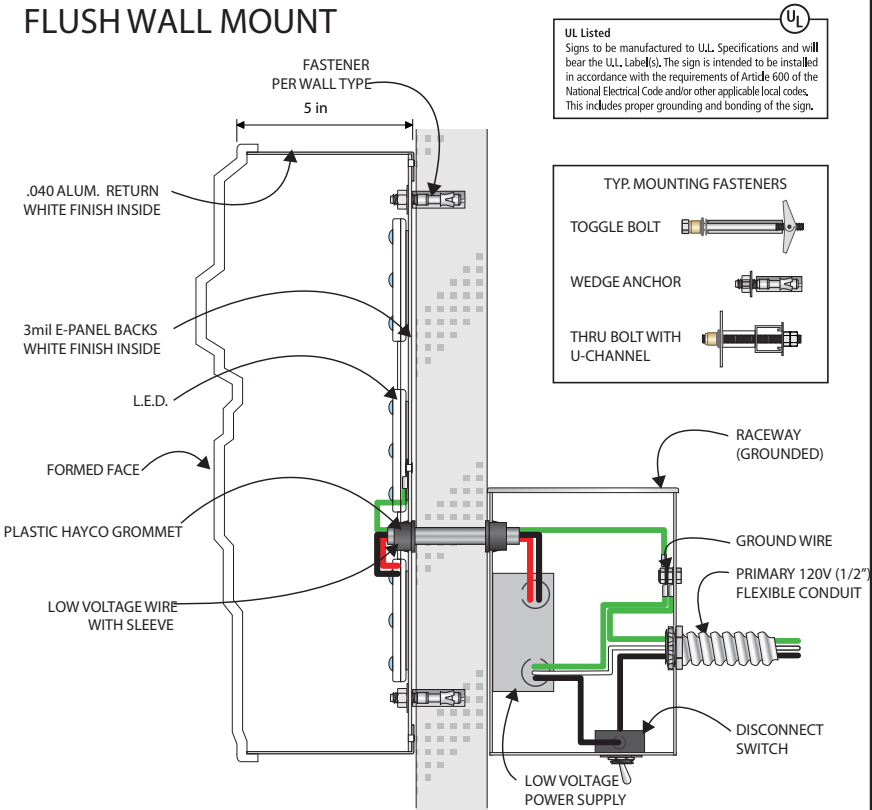 FLUSH WALL MOUNT
UL
UL Listed
Signs to be manufactured to U.L. Specifications and will
bear the U.L. Label(s). The sign is intended to be installed
in accordance with the requirements of Article 600 of the
National Electrical Code and/or other applicable local codes.
This includes proper grounding and bonding of the sign.
FASTENER
PER WALL TYPE
5 in
.040 ALUM. RETURN
WHITE FINISH INSIDE
3mil E-PANEL BACKS
WHITE FINISH INSIDE
L.E.D.
FORMED FACE
PLASTIC HAYCO GROMMET
LOW VOLTAGE WIRE
WITH SLEEVE
TYP. MOUNTING FASTENERS
TOGGLE BOLT
WEDGE ANCHOR
THRU BOLT WITH
U-CHANNEL
RACEWAY
(GROUNDED)
GROUND WIRE
PRIMARY 120V (1/2")
FLEXIBLE CONDUIT
DISCONNECT
SWITCH
LOW VOLTAGE
POWER SUPPLY